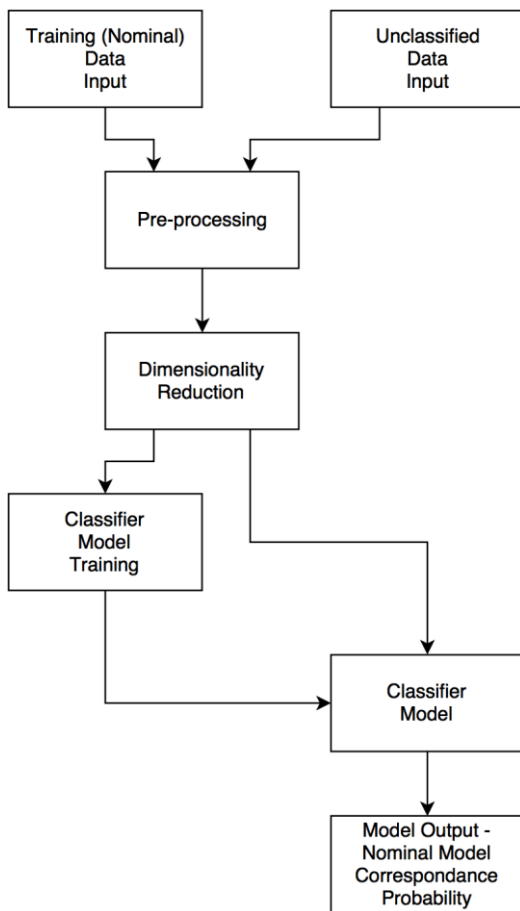 Training (Nominal)
Data
Input
Unclassified
Data
Input
Pre-processing
Dimensionality
Reduction
Classifier
Model
Training
Classifier
Model
Model Output -
Nominal Model
Correspondance
Probability